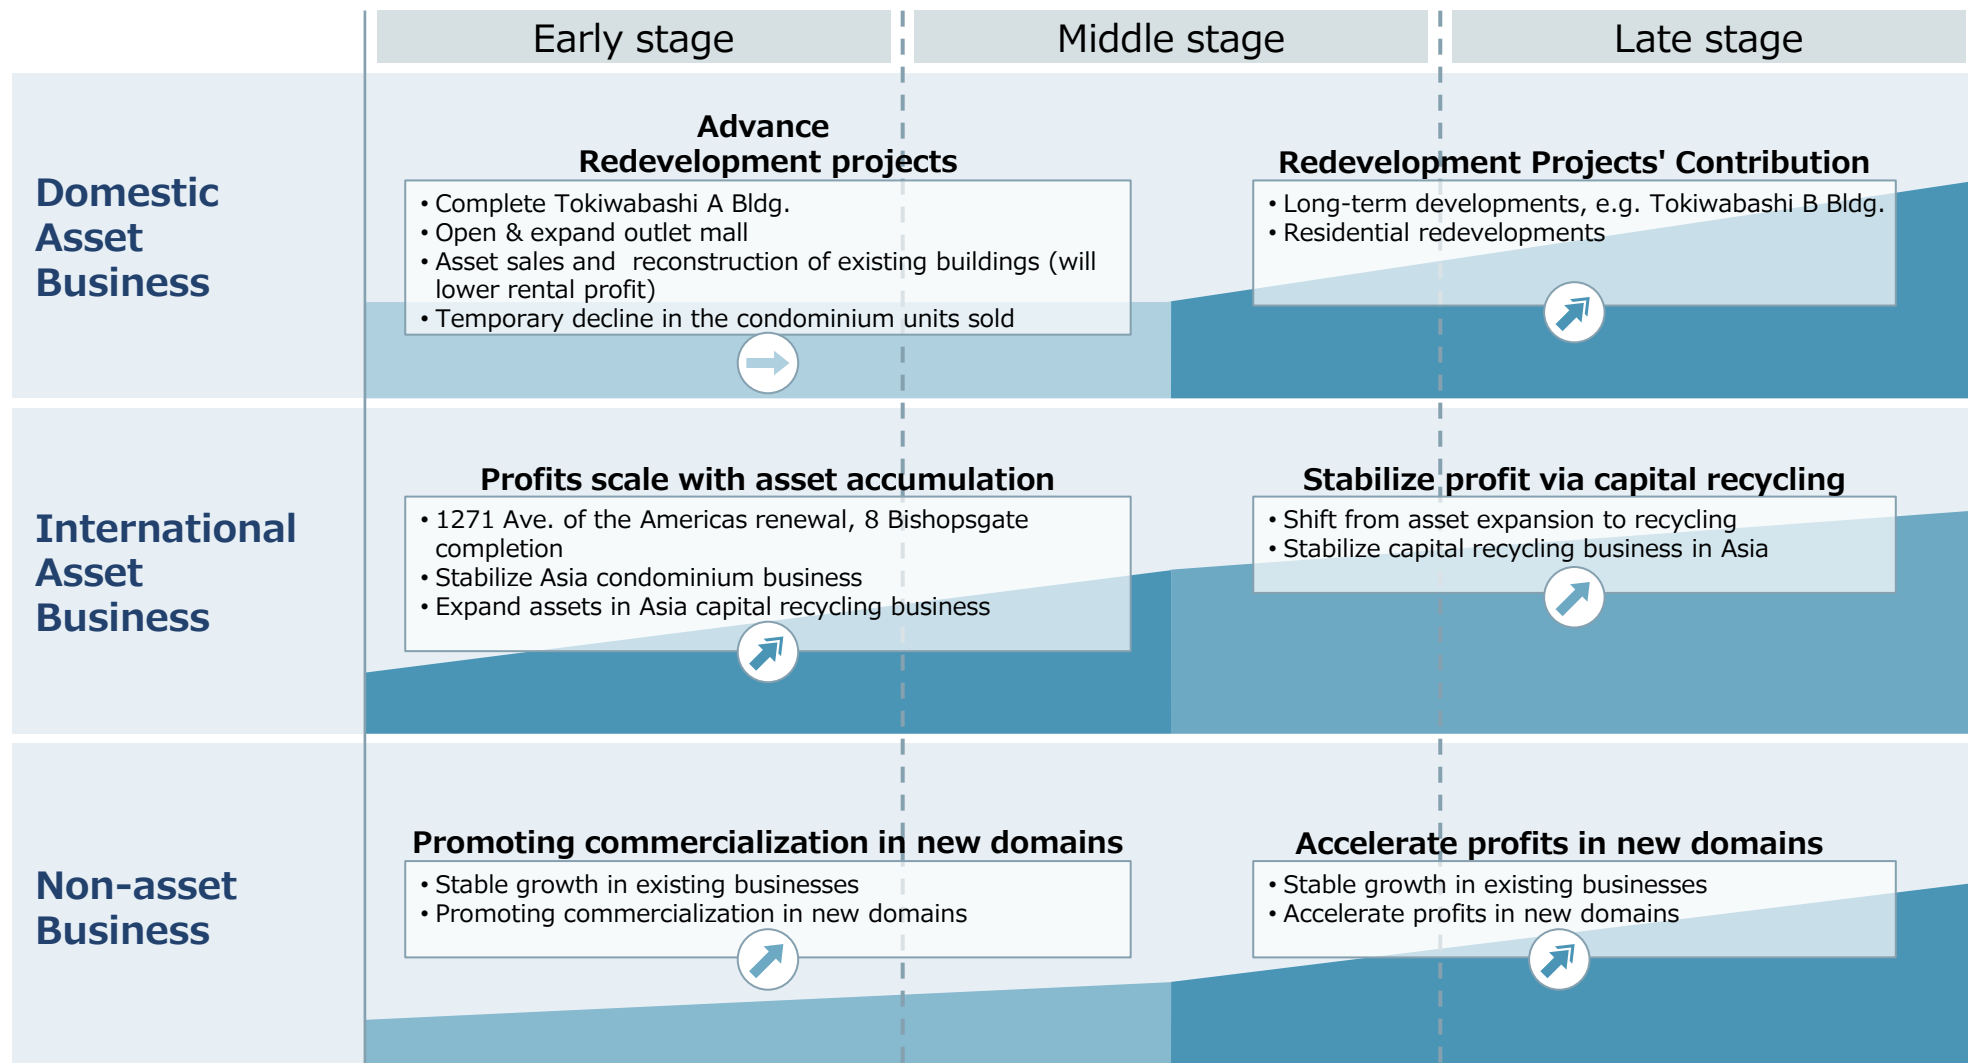 Early stage
Middle stage
Late stage
Domestic
Asset
Business
Advance
Redevelopment projects
• Complete Tokiwabashi A Bldg.
• Open & expand outlet mall
• Asset sales and  reconstruction of existing buildings (will
lower rental profit)
• Temporary decline in the condominium units sold
Redevelopment Projects' Contribution
• Long-term developments, e.g. Tokiwabashi B Bldg.
• Residential redevelopments
International
Asset
Business
Profits scale with asset accumulation
• 1271 Ave. of the Americas renewal, 8 Bishopsgate
completion
• Stabilize Asia condominium business
• Expand assets in Asia capital recycling business
Stabilize profit via capital recycling
• Shift from asset expansion to recycling
• Stabilize capital recycling business in Asia
Non-asset
Business
Promoting commercialization in new domains
• Stable growth in existing businesses
• Promoting commercialization in new domains
Accelerate profits in new domains
• Stable growth in existing businesses
• Accelerate profits in new domains